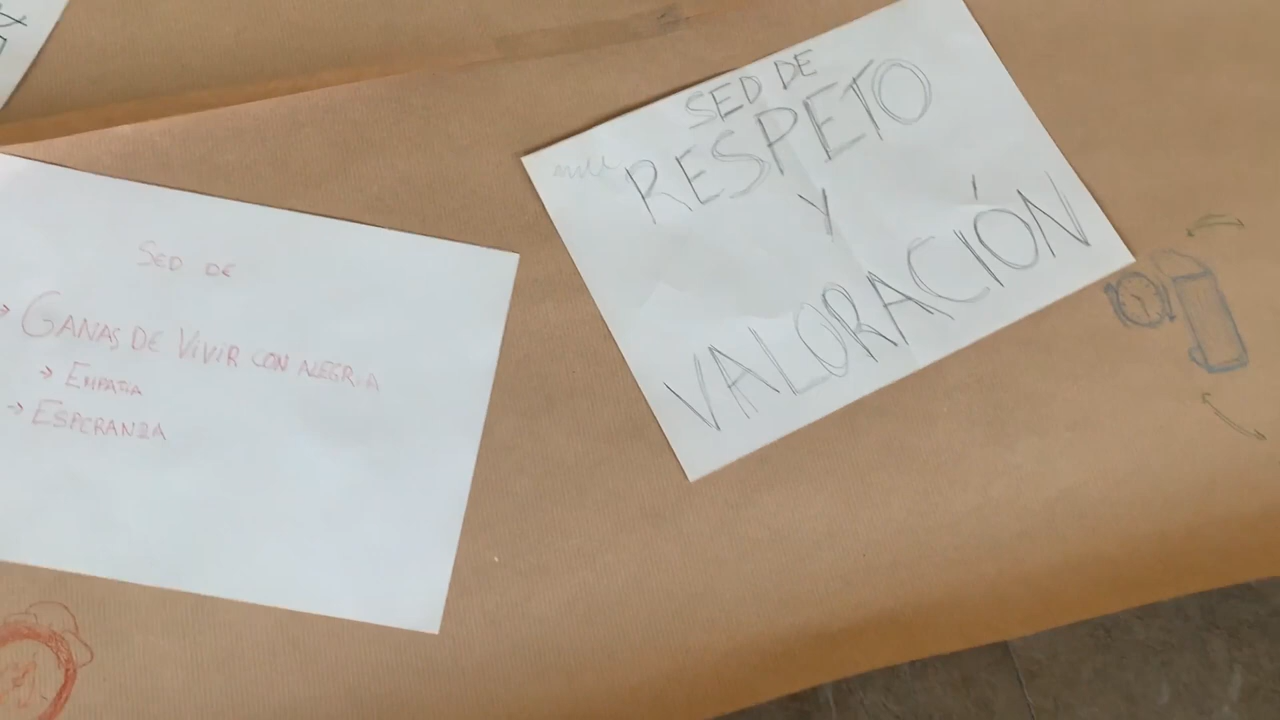 SED DE
→ GANAS DE VIVIR CON ALEGRIA
→ EMPATIA
→ ESPERANZA
SED DE
RESPETO
Y
VALORACIÓN